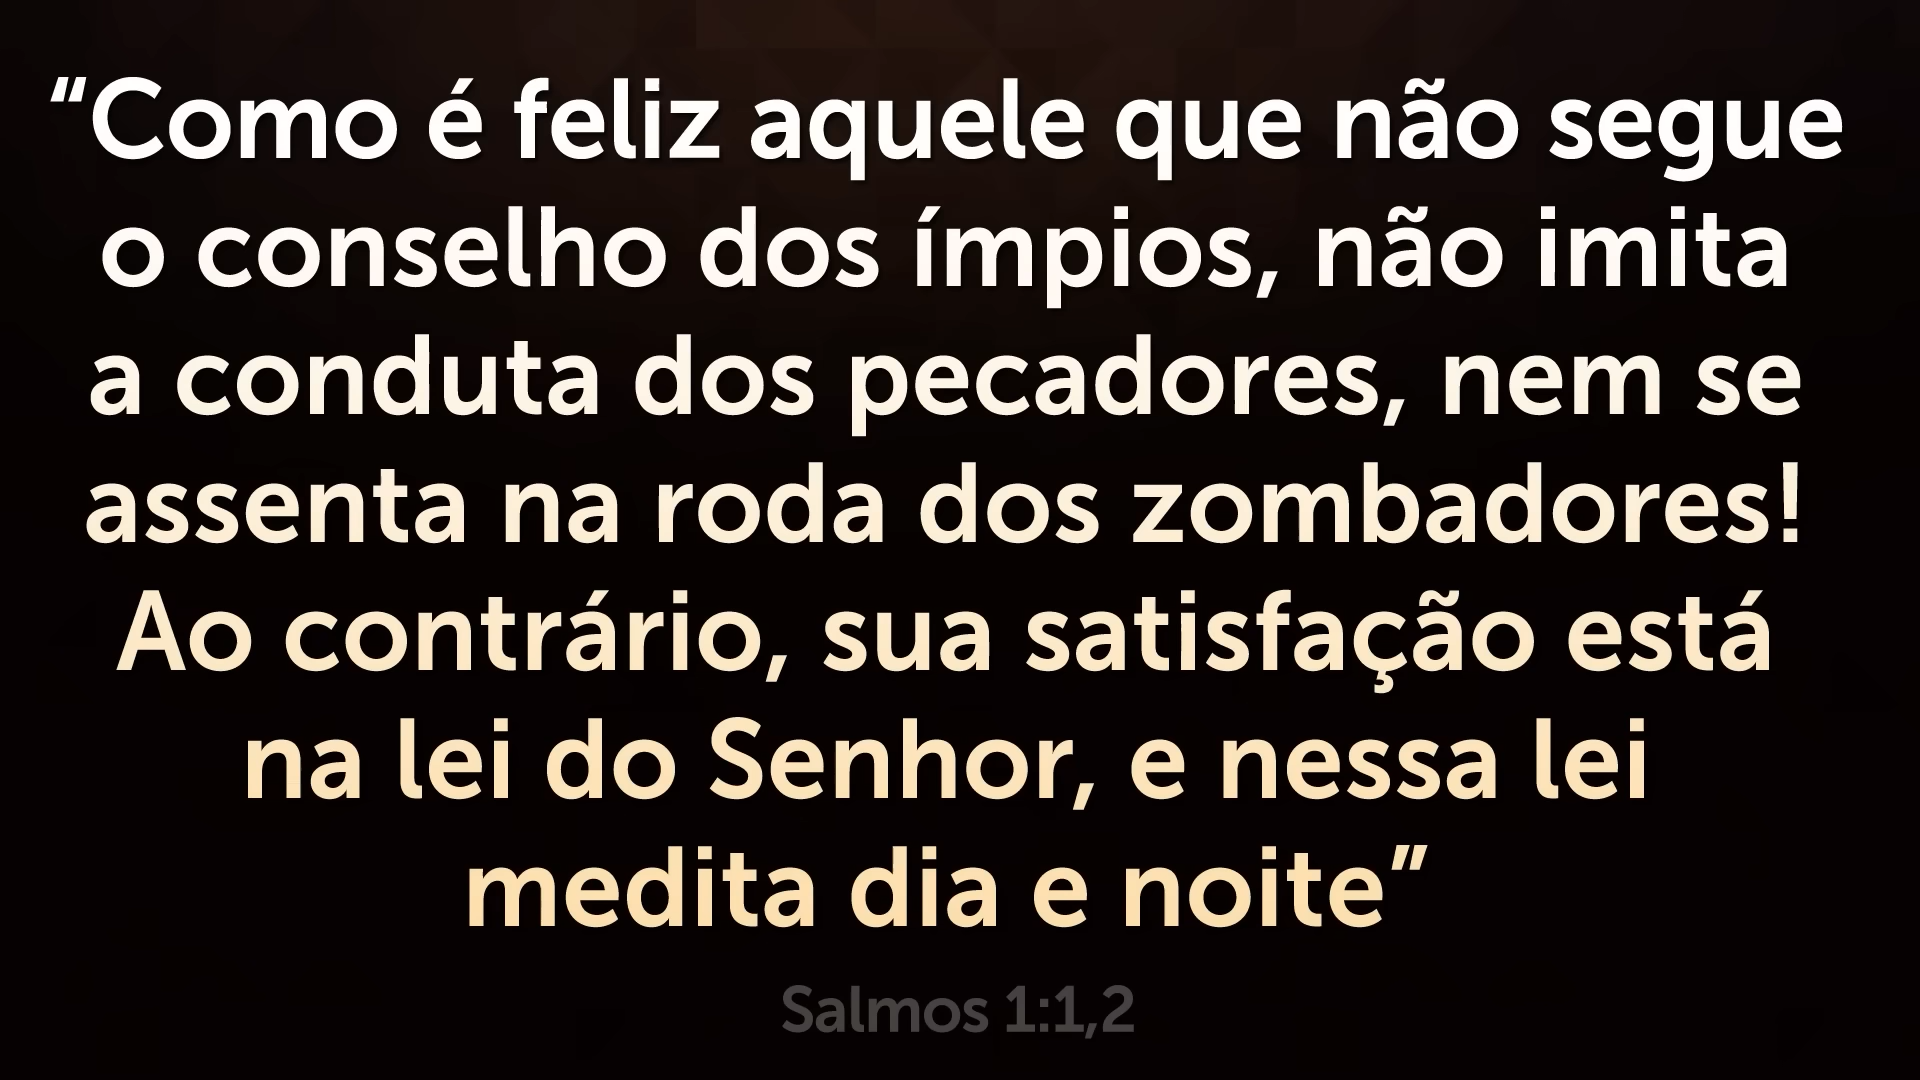 “Como é feliz aquele que não segue
o conselho dos ímpios, não imita
a conduta dos pecadores, nem se
assenta na roda dos zombadores!
Ao contrário, sua satisfação está
na lei do Senhor, e nessa lei
medita dia e noite”
Salmos 1:1,2